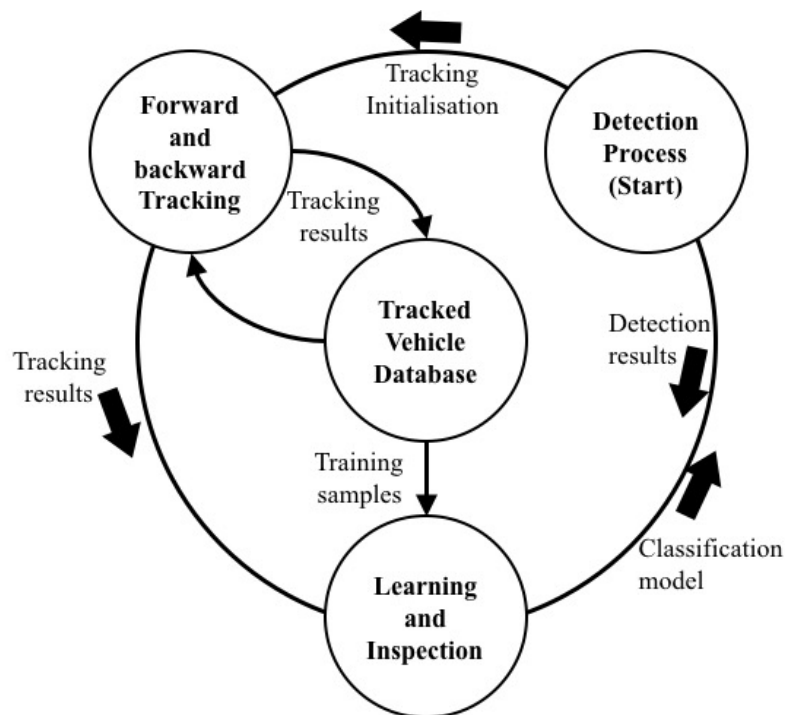 Tracking
Initialisation
Forward
and
backward
Tracking
Detection
Process
(Start)
Tracking
results
Tracked
Vehicle
Database
Detection
results
Tracking
results
Training
samples
Classification
model
Learning
and
Inspection